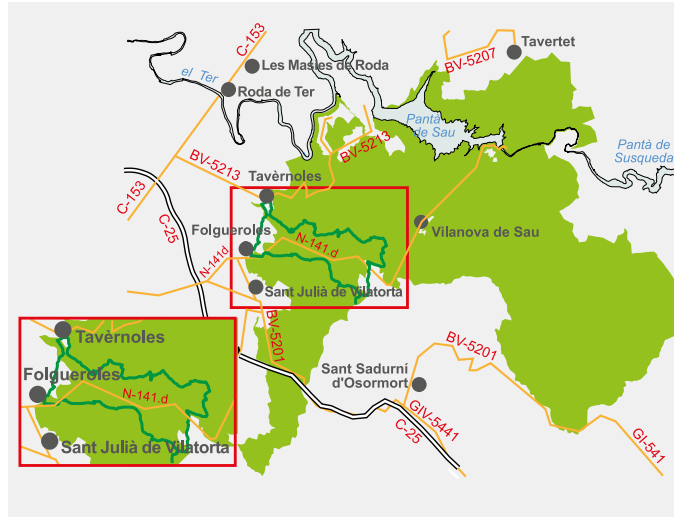 C-153
Tavertet
Les Masies de Roda
BV-5207
el Ter
Roda de Ter
Pantà
de Sau
BV-5213
Pantà de
Susqueda
BV-5213
Tavèrnoles
C-153
C-25
Folgueroles
Vilanova de Sau
N-141.d
N-141d
Sant Julià de Vilatorta
BV-5201
Tavèrnoles
BV-5201
Sant Sadurní
d'Osormort
Folgueroles
N-141.d
GIV-5441
C-25
Sant Julià de Vilatorta
GI-541